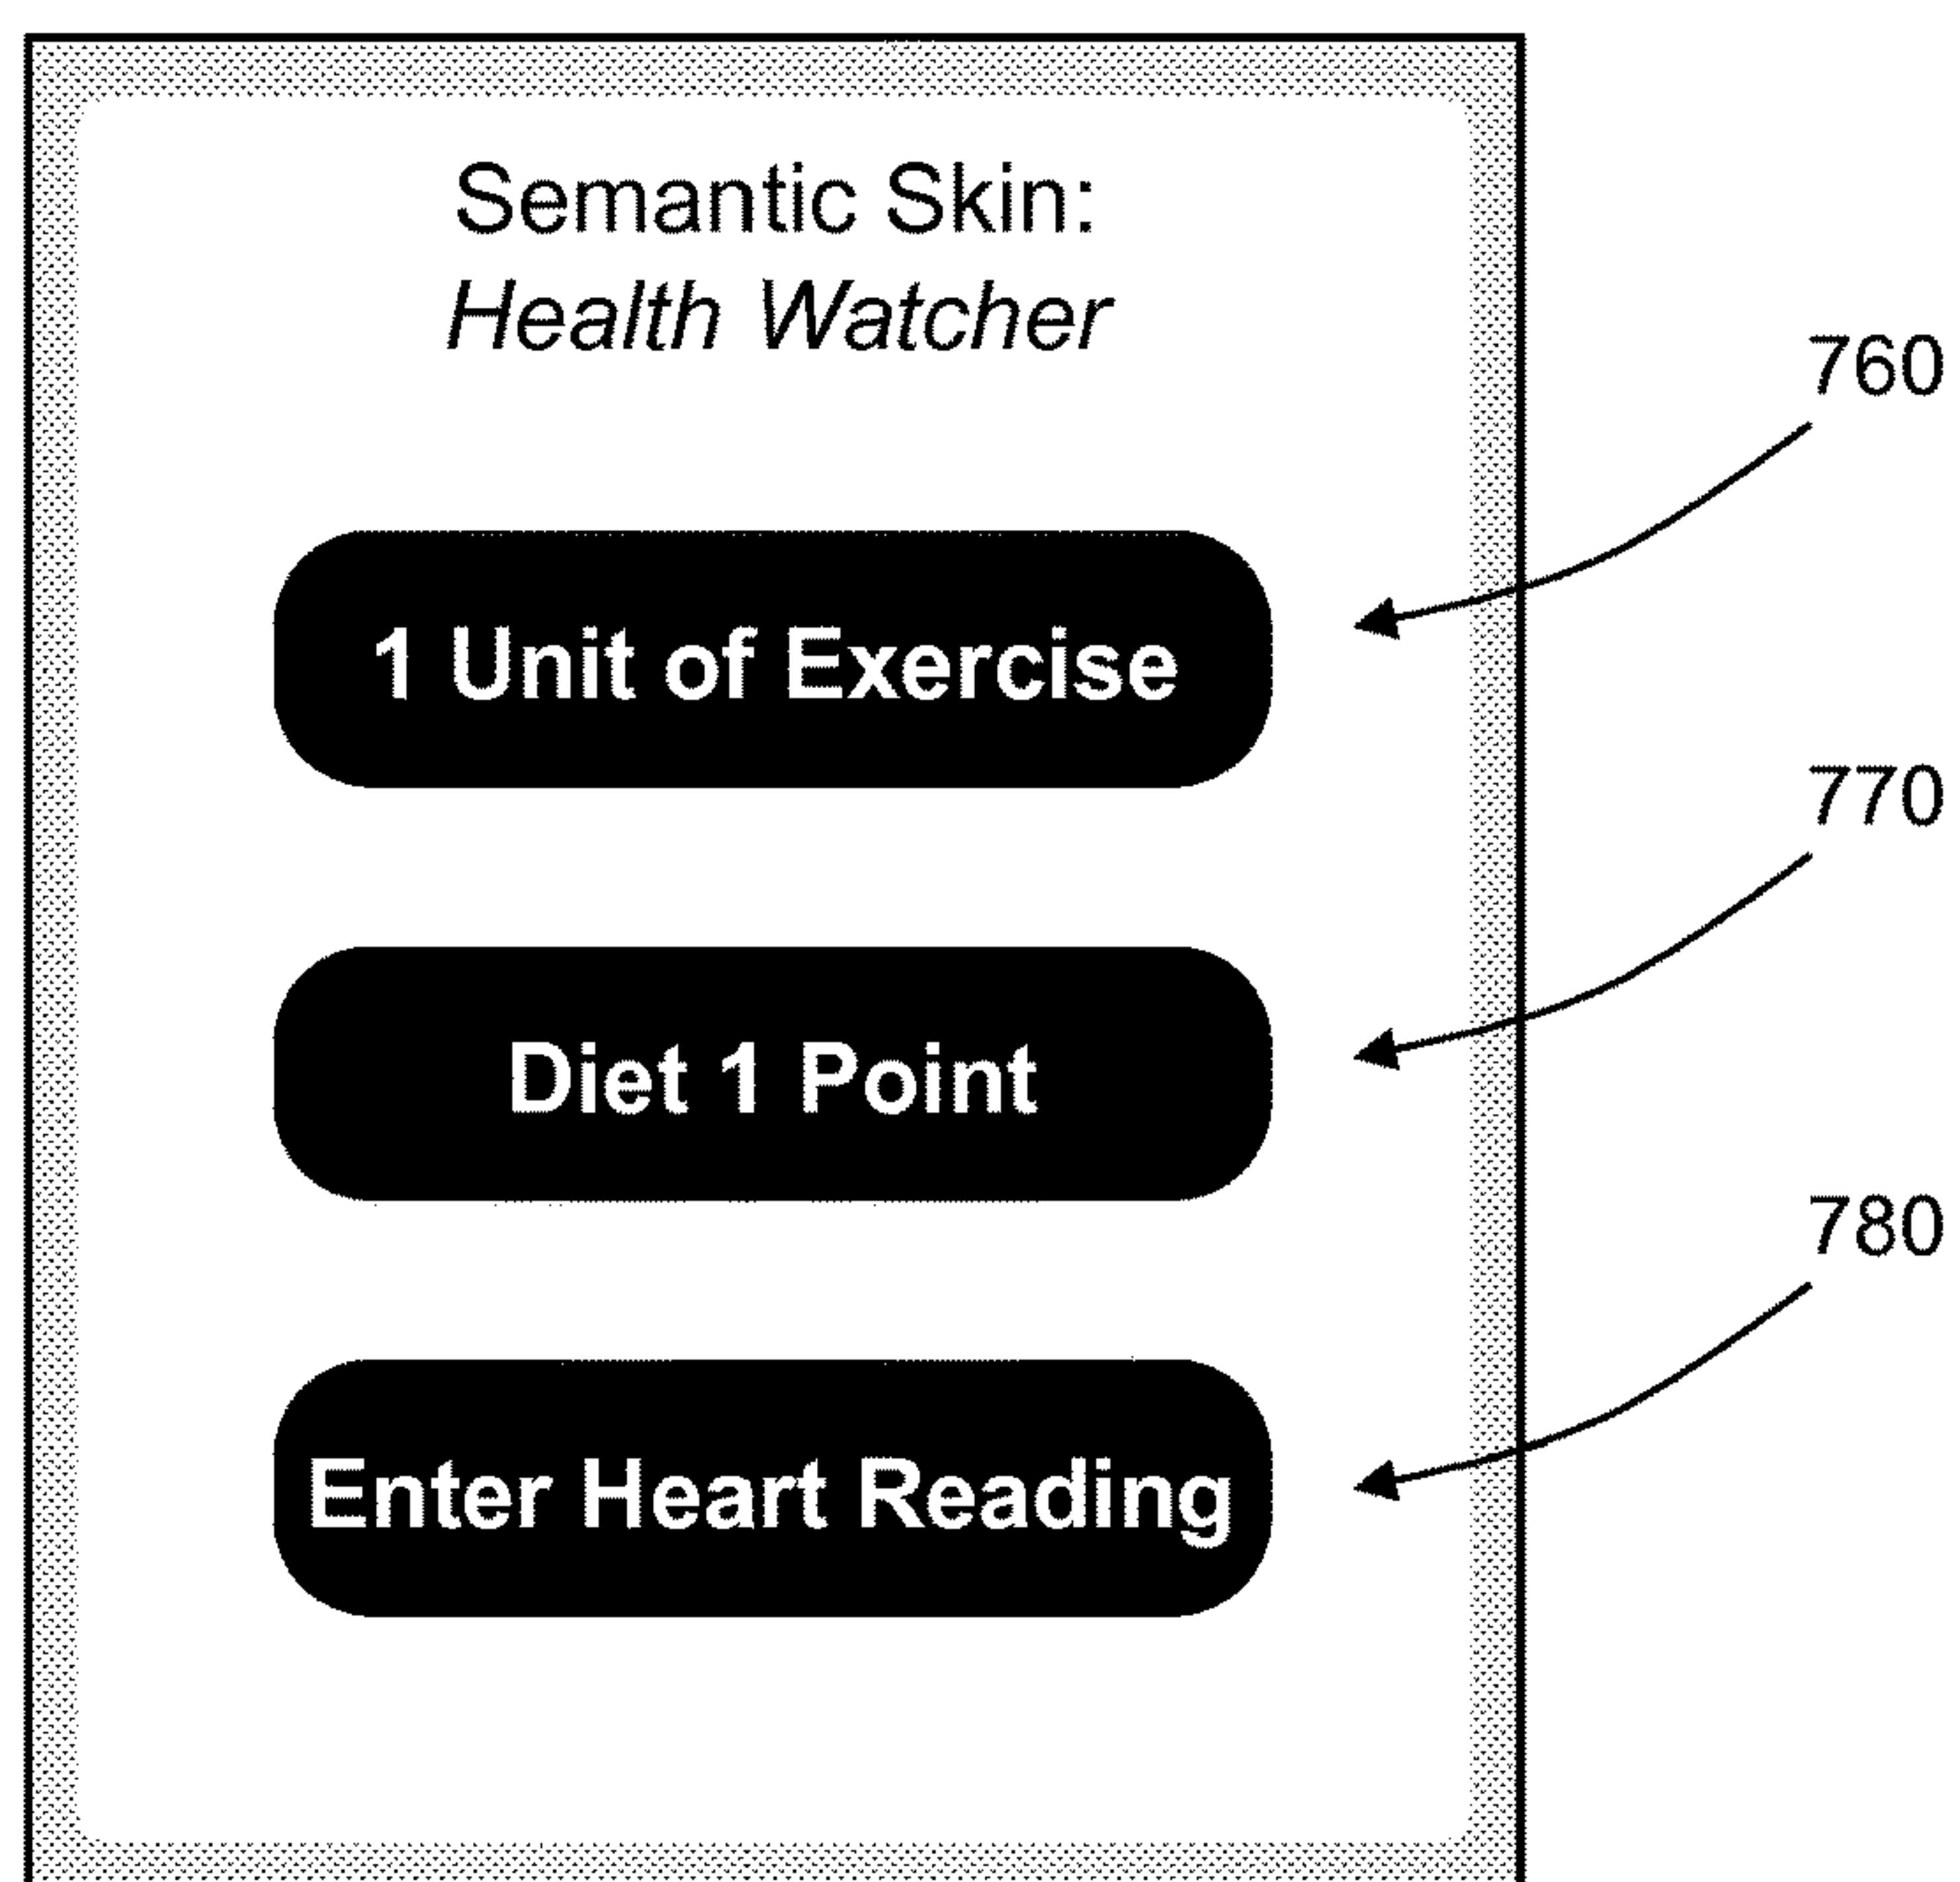 Semantic Skin:
Health Watcher
760
1 Unit of Exercise
770
Diet 1 Point
780
Enter Heart Reading